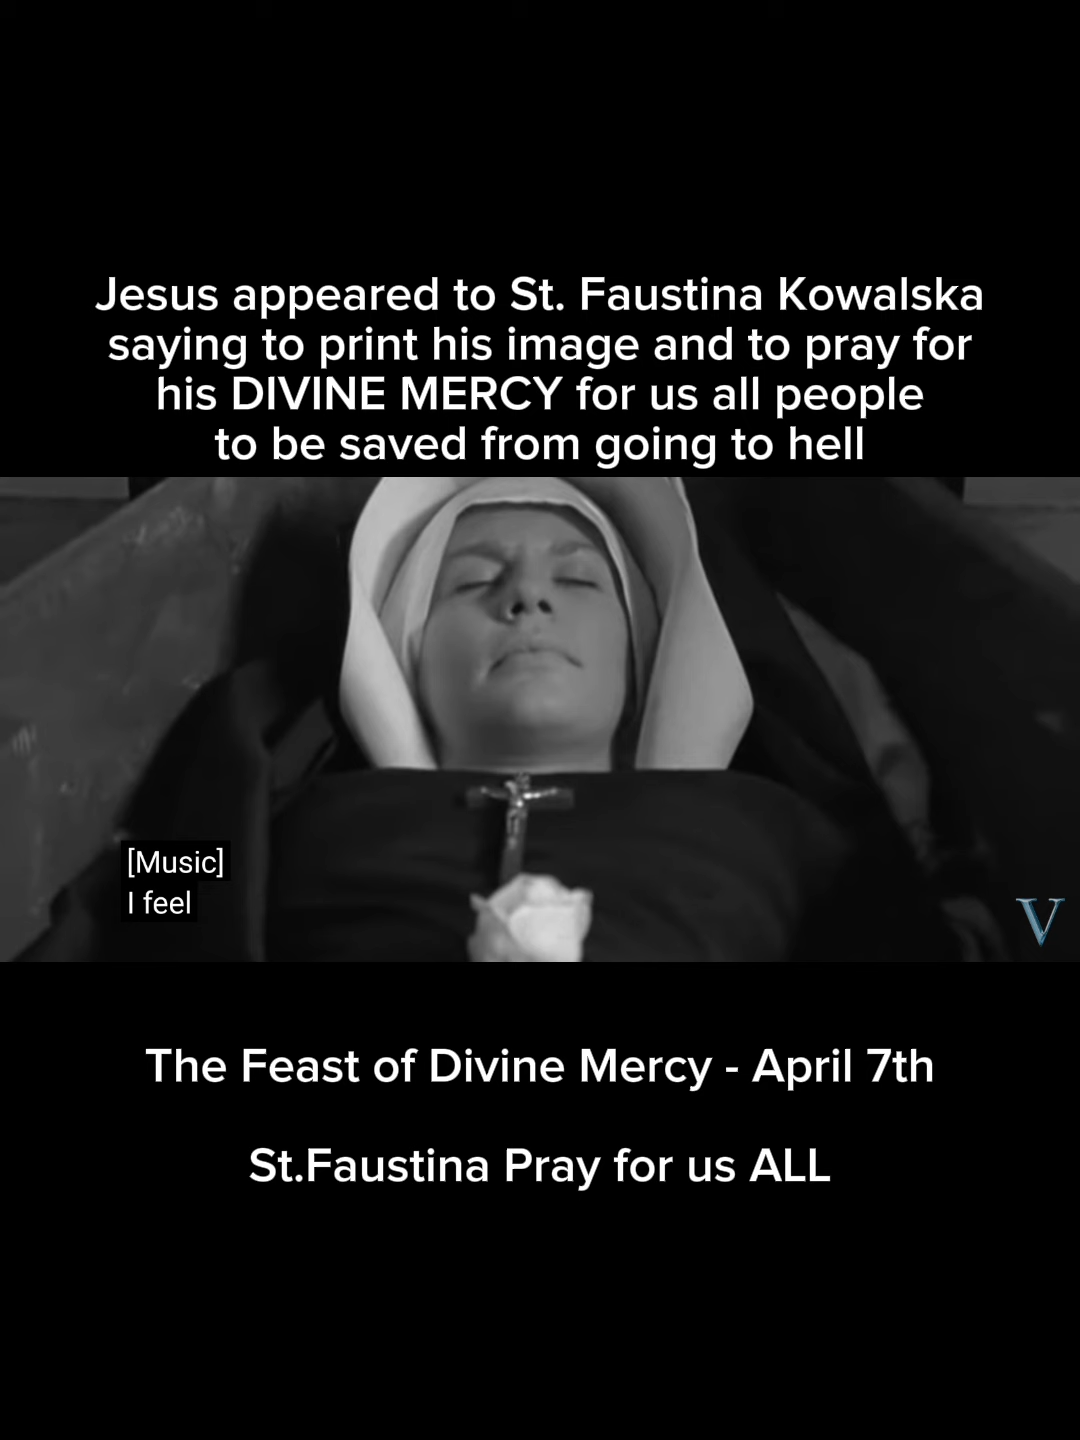 Jesus appeared to St. Faustina Kowalska
saying to print his image and to pray for
his DIVINE MERCY for us all people
to be saved from going to hell
[Music]
I feel
V
The Feast of Divine Mercy - April 7th
St.Faustina Pray for us ALL